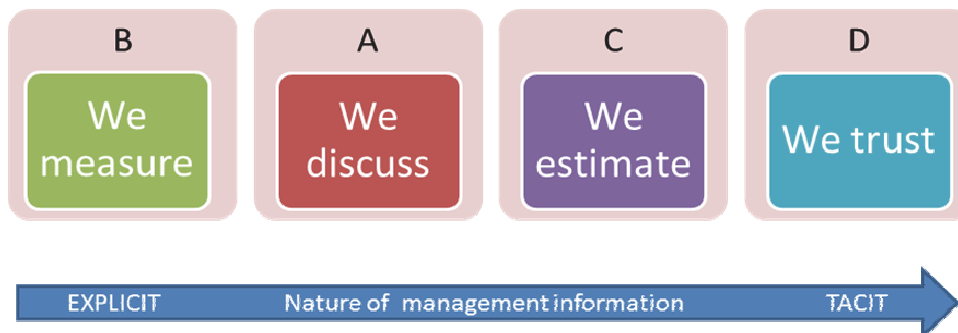 B
We
measure
A
We
discuss
C
We
estimate
D
We trust
EXPLICIT Nature of management information TACIT